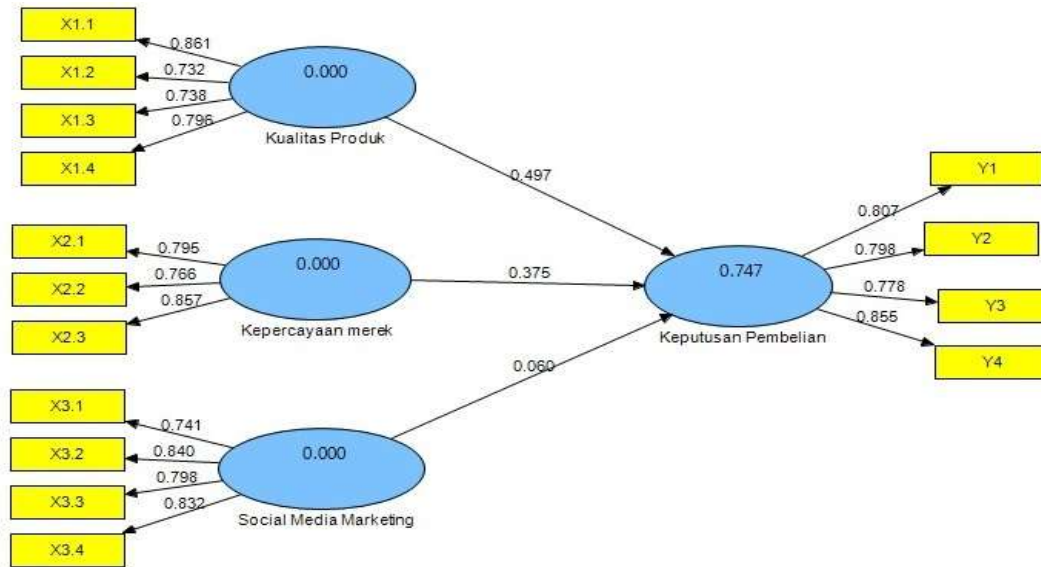 X1.1
0.861
X1.2
0.732
X1.3
0.738
X1.4
0.796
0.000
Kualitas Produk
0.497
X2.1
0.795
X2.2
0.766
X2.3
0.857
0.000
Kepercayaan merek
0.375
X3.1
0.741
X3.2
0.840
X3.3
0.798
X3.4
0.832
0.000
Social Media Marketing
0.060
0.747
Keputusan Pembelian
Y1
0.807
Y2
0.798
Y3
0.778
Y4
0.855